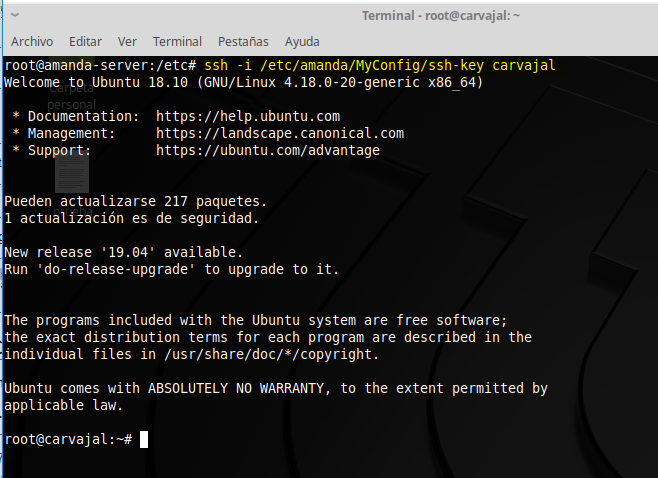 Terminal - root@carvajal: ~
Archivo Editar Ver Terminal Pestañas Ayuda
root@amanda-server:/etc# ssh -i /etc/amanda/MyConfig/ssh-key carvajal
Welcome to Ubuntu 18.10 (GNU/Linux 4.18.0-20-generic x86_64)
Carpeta
personal
* Documentation: https://help.ubuntu.com
* Management: https://landscape.canonical.com
* Support: https://ubuntu.com/advantage
Pueden actualizarse 217 paquetes.
1 actualización es de seguridad.
New release '19.04' available.
Run 'do-release-upgrade' to upgrade to it.
The programs included with the Ubuntu system are free software;
the exact distribution terms for each program are described in the
individual files in /usr/share/doc/*/copyright.
Ubuntu comes with ABSOLUTELY NO WARRANTY, to the extent permitted by
applicable law.
root@carvajal:~#